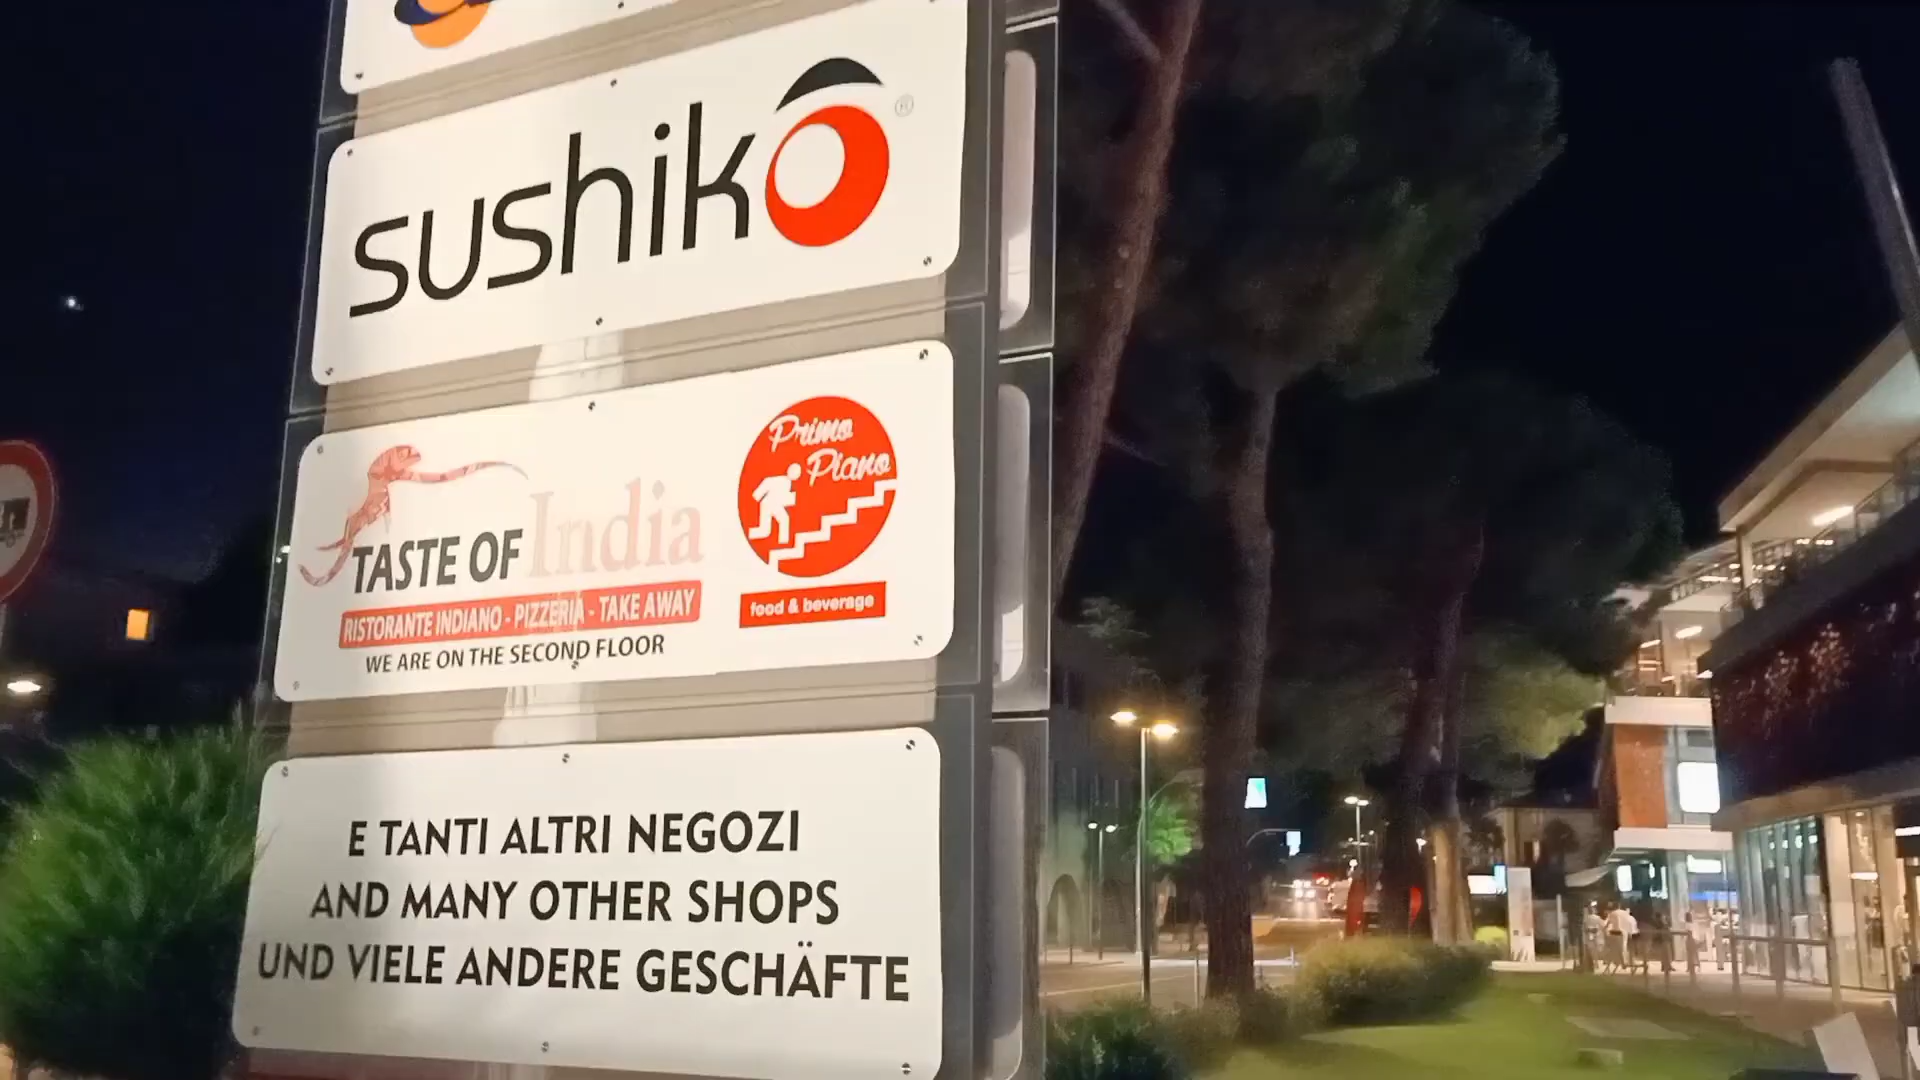 sushikô®
TASTE OF India
RISTORANTE INDIANO - PIZZERIA - TAKE AWAY
WE ARE ON THE SECOND FLOOR
Primo
Piano
food & beverage
E TANTI ALTRI NEGOZI
AND MANY OTHER SHOPS
UND VIELE ANDERE GESCHÄFTE